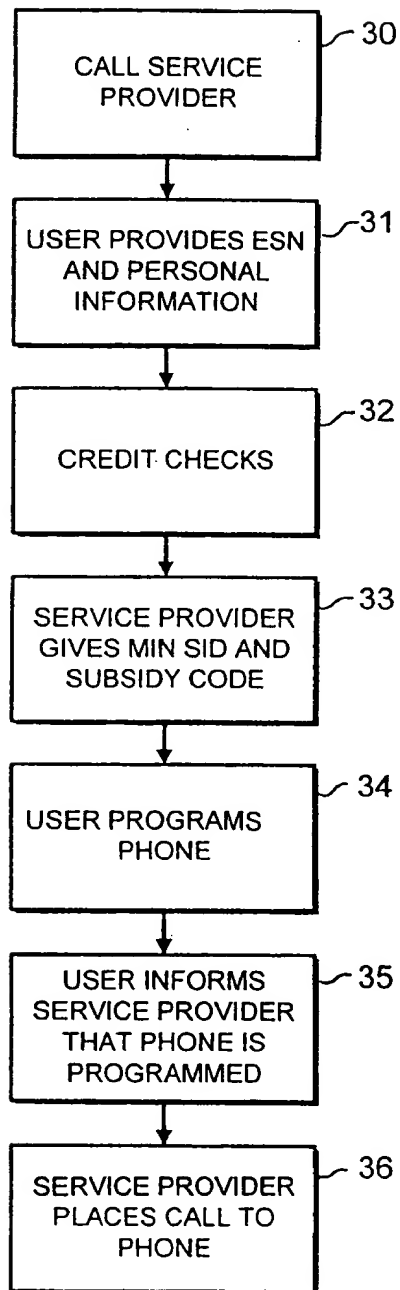 30
CALL SERVICE
PROVIDER
31
USER PROVIDES ESN
AND PERSONAL
INFORMATION
32
CREDIT CHECKS
33
SERVICE PROVIDER
GIVES MIN SID AND
SUBSIDY CODE
34
USER PROGRAMS
PHONE
35
USER INFORMS
SERVICE PROVIDER
THAT PHONE IS
PROGRAMMED
36
SERVICE PROVIDER
PLACES CALL TO
PHONE